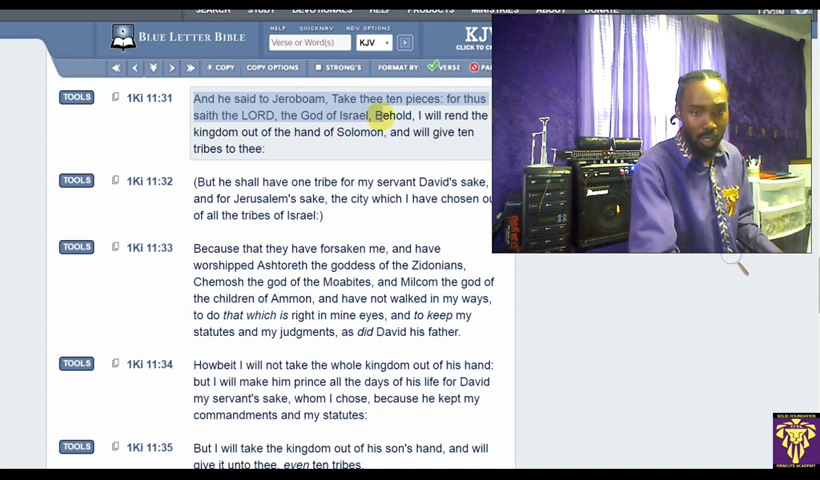 SEARCH STUDY BIBLES HELP PRODUCTS MINISTRIES ABOUT DONATE LOGIN
BLUE LETTER BIBLE
HELP QUICKNAV ADV. OPTIONS
Verse or Word(s) KJV
KJV
CLICK TO C
COPY COPY OPTIONS STRONG'S FORMAT BY: VERSE
TOOLS 1Ki 11:31 And he said to Jeroboam, Take thee ten pieces: for thus
saith the LORD, the God of Israel, Behold, I will rend the
kingdom out of the hand of Solomon, and will give ten
tribes to thee:
TOOLS 1Ki 11:32 (But he shall have one tribe for my servant David's sake,
and for Jerusalem's sake, the city which I have chosen
of all the tribes of Israel:)
TOOLS 1Ki 11:33 Because that they have forsaken me, and have
worshipped Ashtoreth the goddess of the Zidonians,
Chemosh the god of the Moabites, and Milcom the god of
the children of Ammon, and have not walked in my ways,
to do that which is right in mine eyes, and to keep my
statutes and my judgments, as did David his father.
TOOLS 1Ki 11:34 Howbeit I will not take the whole kingdom out of his hand:
but I will make him prince all the days of his life for David
my servant's sake, whom I chose, because he kept my
commandments and my statutes:
TOOLS 1Ki 11:35 But I will take the kingdom out of his son's hand, and will
give it unto thee, even ten tribes.
SOLID FOUNDATION
ISRAELITE ACADEMY